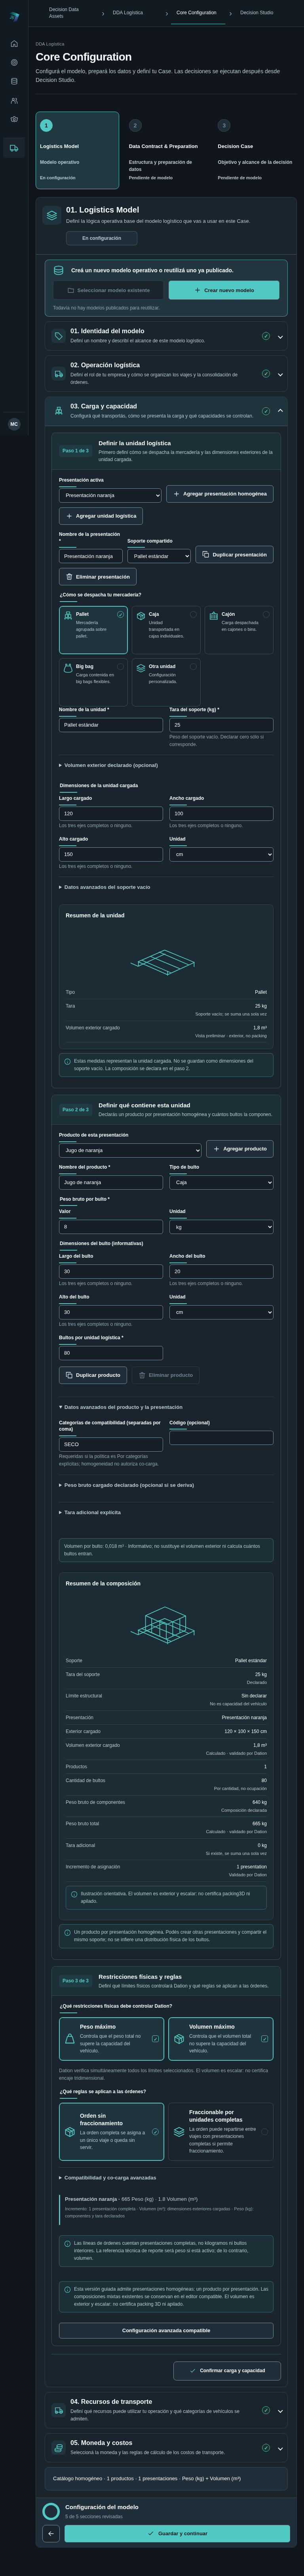 Decision Data Assets
DDA Logística
Core Configuration
Decision Studio
DDA Logística
Core Configuration
Configurá el modelo, prepará los datos y definí tu Case. Las decisiones se ejecutan después desde Decision Studio.
1
Logistics Model
Modelo operativo
En configuración
2
Data Contract & Preparation
Estructura y preparación de datos
Pendiente de modelo
3
Decision Case
Objetivo y alcance de la decisión
Pendiente de modelo
01. Logistics Model
Definí la lógica operativa base del modelo logístico que vas a usar en este Case.
En configuración
Creá un nuevo modelo operativo o reutilizá uno ya publicado.
Seleccionar modelo existente
Crear nuevo modelo
Todavía no hay modelos publicados para reutilizar.
01. Identidad del modelo
Definí un nombre y describí el alcance de este modelo logístico.
02. Operación logística
Definí el rol de tu empresa y cómo se organizan los viajes y la consolidación de órdenes.
03. Carga y capacidad
Configurá qué transportás, cómo se presenta la carga y qué capacidades se controlan.
Paso 1 de 3
Definir la unidad logística
Primero definí cómo se despacha la mercadería y las dimensiones exteriores de la unidad cargada.
Presentación activa
Presentación naranja
Agregar presentación homogénea
Agregar unidad logística
Nombre de la presentación *
Presentación naranja
Soporte compartido
Pallet estándar
Duplicar presentación
Eliminar presentación
¿Cómo se despacha tu mercadería?
Pallet
Mercadería agrupada sobre pallet.
Caja
Unidad transportada en cajas individuales.
Cajón
Carga despachada en cajones o bins.
Big bag
Carga contenida en big bags flexibles.
Otra unidad
Configuración personalizada.
Nombre de la unidad *
Pallet estándar
Tara del soporte (kg) *
25
Peso del soporte vacío. Declarar cero sólo si corresponde.
Volumen exterior declarado (opcional)
Dimensiones de la unidad cargada
Largo cargado
120
Los tres ejes completos o ninguno.
Ancho cargado
100
Los tres ejes completos o ninguno.
Alto cargado
150
Los tres ejes completos o ninguno.
Unidad
cm
Datos avanzados del soporte vacío
Resumen de la unidad
Tipo
Pallet
Tara
25 kg
Soporte vacío; se suma una sola vez
Volumen exterior cargado
1,8 m³
Vista preliminar · exterior, no packing
Estas medidas representan la unidad cargada. No se guardan como dimensiones del soporte vacío. La composición se declara en el paso 2.
Paso 2 de 3
Definir qué contiene esta unidad
Declarás un producto por presentación homogénea y cuántos bultos la componen.
Producto de esta presentación
Jugo de naranja
Agregar producto
Nombre del producto *
Jugo de naranja
Tipo de bulto
Caja
Peso bruto por bulto *
Valor
8
Unidad
kg
Dimensiones del bulto (informativas)
Largo del bulto
30
Los tres ejes completos o ninguno.
Ancho del bulto
20
Los tres ejes completos o ninguno.
Alto del bulto
30
Los tres ejes completos o ninguno.
Unidad
cm
Bultos por unidad logística *
80
Duplicar producto
Eliminar producto
Datos avanzados del producto y la presentación
Categorías de compatibilidad (separadas por coma)
SECO
Requeridas si la política es Por categorías explícitas; homogeneidad no autoriza co-carga.
Código (opcional)
Peso bruto cargado declarado (opcional si se deriva)
Tara adicional explícita
Volumen por bulto: 0,018 m³ · Informativo; no sustituye el volumen exterior ni calcula cuántos bultos entran.
Resumen de la composición
Soporte
Pallet estándar
Tara del soporte
25 kg
Declarado
Límite estructural
Sin declarar
No es capacidad del vehículo
Presentación
Presentación naranja
Exterior cargado
120 × 100 × 150 cm
Volumen exterior cargado
1,8 m³
Calculado · validado por Dation
Productos
1
Cantidad de bultos
80
Por cantidad, no ocupación
Peso bruto de componentes
640 kg
Composición declarada
Peso bruto total
665 kg
Calculado · validado por Dation
Tara adicional
0 kg
Si existe, se suma una sola vez
Incremento de asignación
1 presentation
Validado por Dation
Ilustración orientativa. El volumen es exterior y escalar: no certifica packing3D ni apilado.
Un producto por presentación homogénea. Podés crear otras presentaciones y compartir el mismo soporte; no se infiere una distribución física de los bultos.
Paso 3 de 3
Restricciones físicas y reglas
Definí qué límites físicos controlará Dation y qué reglas se aplican a las órdenes.
¿Qué restricciones físicas debe controlar Dation?
Peso máximo
Controla que el peso total no supere la capacidad del vehículo.
Volumen máximo
Controla que el volumen total no supere la capacidad del vehículo.
Dation verifica simultáneamente todos los límites seleccionados. El volumen es escalar: no verifica encaje tridimensional.
¿Qué reglas se aplican a las órdenes?
Orden sin fraccionamiento
La orden completa se asigna a un único viaje o queda sin servir.
Fraccionable por unidades completas
La orden puede repartirse entre viajes con presentaciones completas si permite fraccionamiento.
Compatibilidad y co-carga avanzadas
Presentación naranja · 665 Peso (kg) · 1.8 Volumen (m³)
Incremento: 1 presentación completa · Volumen (m³): dimensiones exteriores cargadas · Peso (kg): componentes y tara declarados
Las líneas de órdenes cuentan presentaciones completas, no kilogramos ni bultos interiores. La referencia técnica de reporte será peso si está activo; de lo contrario, volumen.
Esta versión guiada admite presentaciones homogéneas: un producto por presentación. Las composiciones mixtas existentes se conservan en el editor compatible. El volumen es exterior y escalar: no certifica packing 3D ni apilado.
Configuración avanzada compatible
Confirmar carga y capacidad
04. Recursos de transporte
Definí qué recursos puede utilizar tu operación y qué categorías de vehículos se admiten.
05. Moneda y costos
Seleccioná la moneda y las reglas de cálculo de los costos de transporte.
Catálogo homogéneo · 1 productos · 1 presentaciones · Peso (kg) + Volumen (m³)
Configuración del modelo
5 de 5 secciones revisadas
Guardar y continuar
MC